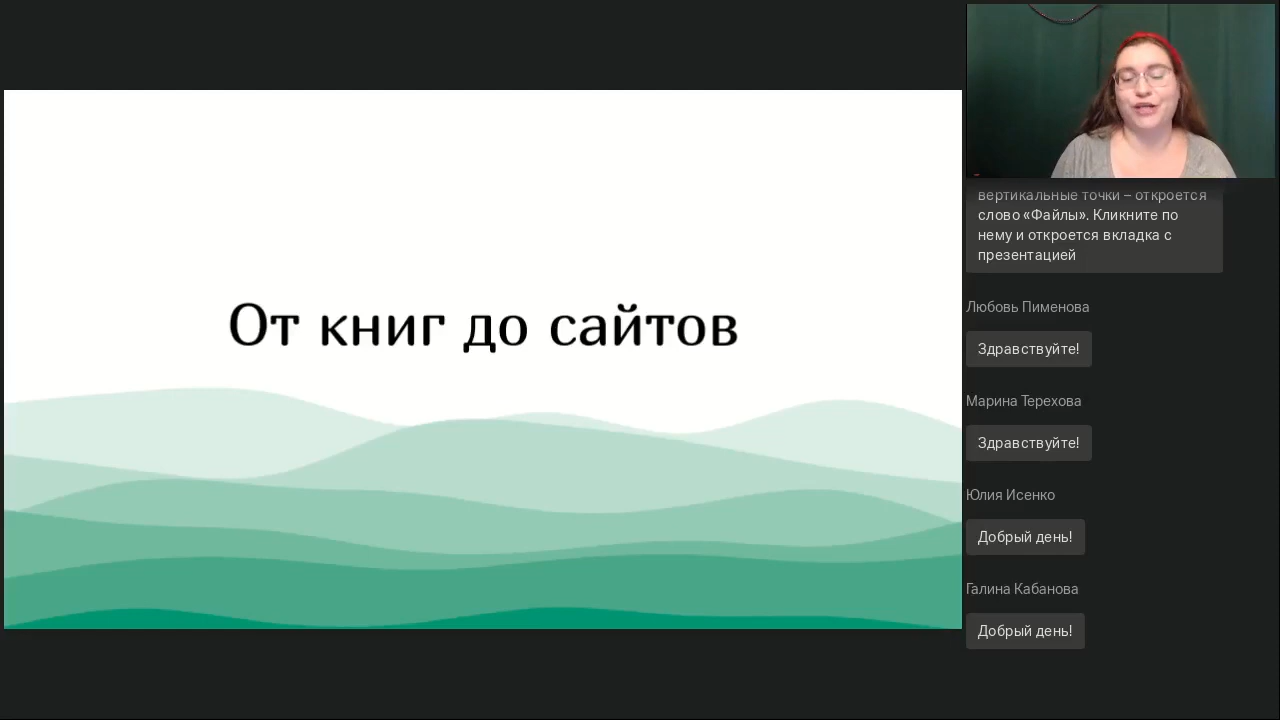 От книг до сайтов
вертикальные точки – откроется
слово «Файлы». Кликните по
нему и откроется вкладка с
презентацией
Любовь Пименова
Здравствуйте!
Марина Терехова
Здравствуйте!
Юлия Исенко
Добрый день!
Галина Кабанова
Добрый день!